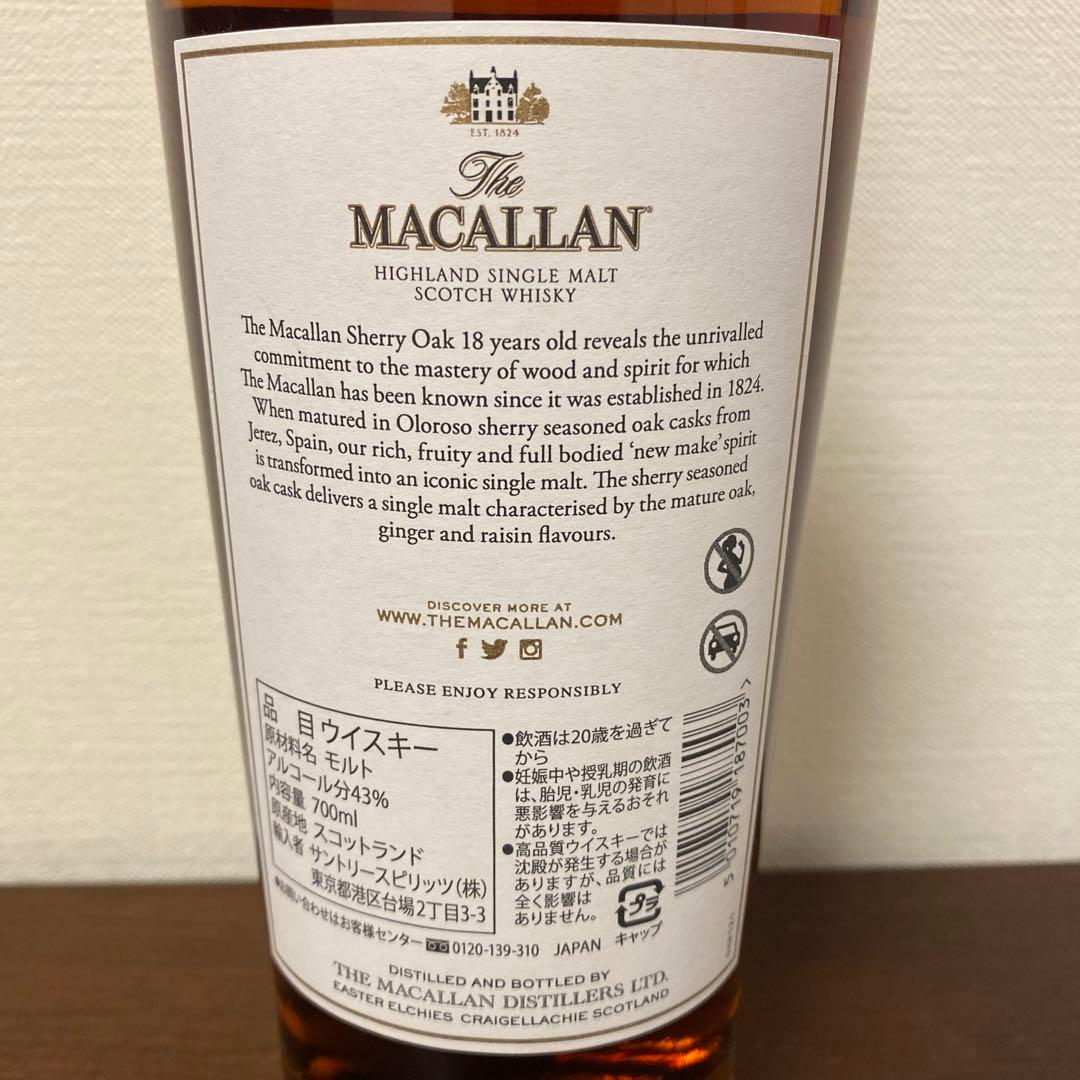 EST. 1824
The
MACALLAN®
HIGHLAND SINGLE MALT
SCOTCH WHISKY
The Macallan Sherry Oak 18 years old reveals the unrivalled
commitment to the mastery of wood and spirit for which
The Macallan has been known since it was established in 1824.
When matured in Oloroso sherry seasoned oak casks from
Jerez, Spain, our rich, fruity and full bodied ‘new make’ spirit
is transformed into an iconic single malt. The sherry seasoned
oak cask delivers a single malt characterised by the mature oak,
ginger and raisin flavours.
DISCOVER MORE AT
WWW.THEMACALLAN.COM
PLEASE ENJOY RESPONSIBLY
品 目 ウイスキー
原材料名 モルト
アルコール分43%
内容量 700ml
原産地 スコットランド
輸入者 サントリースピリッツ(株)
東京都港区台場2丁目3-3
●お問い合わせはお客様センター 0120-139-310 JAPAN
●飲酒は20歳を過ぎて
から
●妊娠中や授乳期の飲酒
は、胎児・乳児の発育に
悪影響を与えるおそれ
があります。
●高品質ウイスキーでは
沈殿が発生する場合が
ありますが、品質には
全く影響は
ありません。
プラ
キャップ
5 010719 187003 >
DISTILLED AND BOTTLED BY
THE MACALLAN DISTILLERS LTD.
EASTER ELCHIES CRAIGELLACHIE SCOTLAND